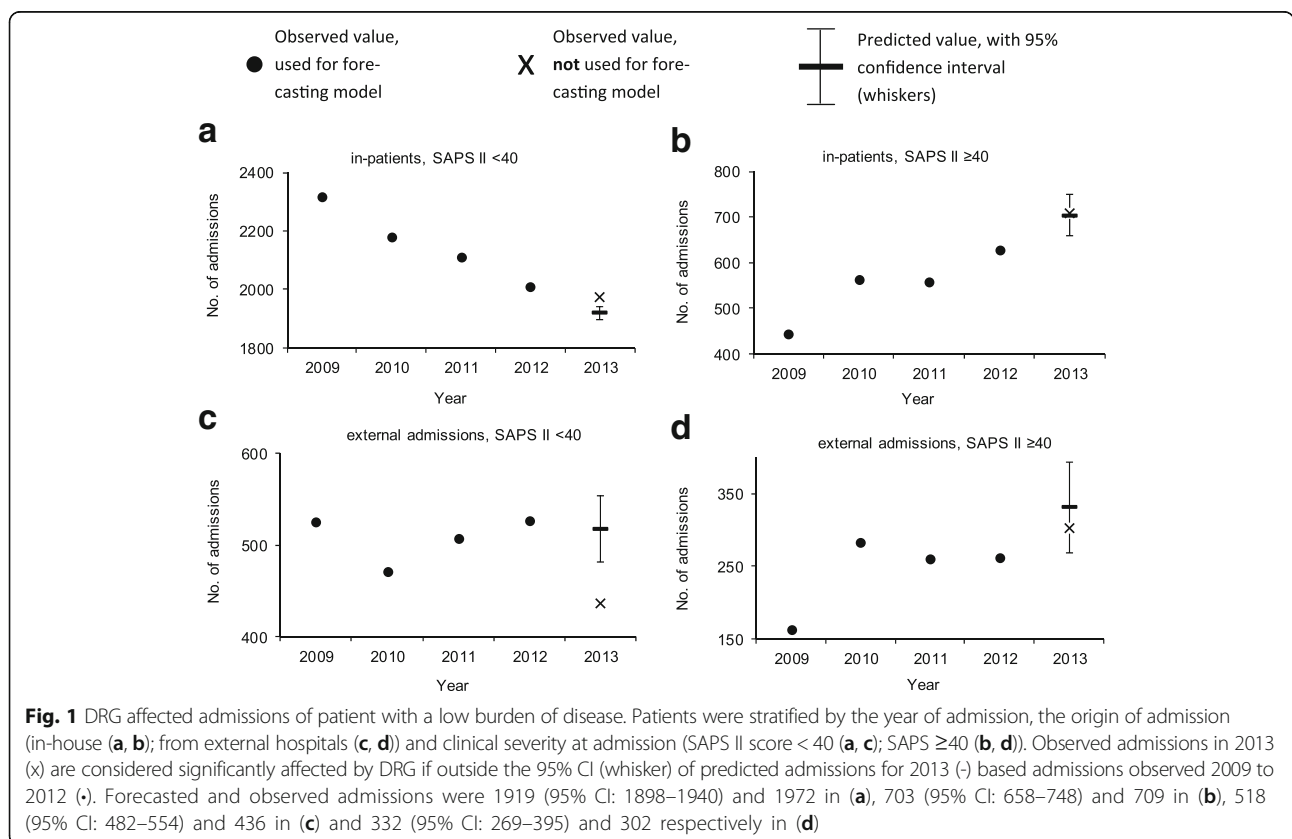 Observed value,
used for fore-
casting model
X
Observed value,
not used for fore-
casting model
Predicted value, with 95%
confidence interval
(whiskers)
a
in-patients, SAPS II <40
No. of admissions
2400
2200
2000
1800
2009 2010 2011 2012 2013
Year
b
in-patients, SAPS II ≥40
No. of admissions
800
700
600
500
400
2009 2010 2011 2012 2013
Year
c
external admissions, SAPS II <40
No. of admissions
600
500
400
2009 2010 2011 2012 2013
Year
d
external admissions, SAPS II ≥40
No. of admissions
350
250
150
2009 2010 2011 2012 2013
Year
Fig. 1 DRG affected admissions of patient with a low burden of disease. Patients were stratified by the year of admission, the origin of admission
(in-house (a, b); from external hospitals (c, d)) and clinical severity at admission (SAPS II score < 40 (a, c); SAPS ≥40 (b, d)). Observed admissions in 2013
(x) are considered significantly affected by DRG if outside the 95% CI (whisker) of predicted admissions for 2013 (-) based admissions observed 2009 to
2012 (•). Forecasted and observed admissions were 1919 (95% CI: 1898–1940) and 1972 in (a), 703 (95% CI: 658–748) and 709 in (b), 518
(95% CI: 482–554) and 436 in (c) and 332 (95% CI: 269–395) and 302 respectively in (d)